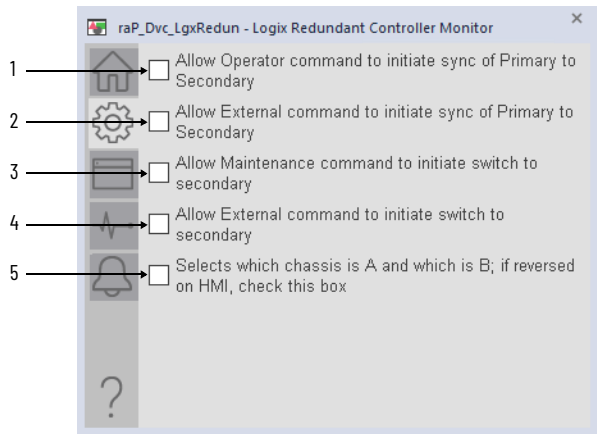 raP_Dvc_LgxRedun - Logix Redundant Controller Monitor
1
Allow Operator command to initiate sync of Primary to
Secondary
2
Allow External command to initiate sync of Primary to
Secondary
3
Allow Maintenance command to initiate switch to
secondary
4
Allow External command to initiate switch to
secondary
5
Selects which chassis is A and which is B; if reversed
on HMI, check this box
?